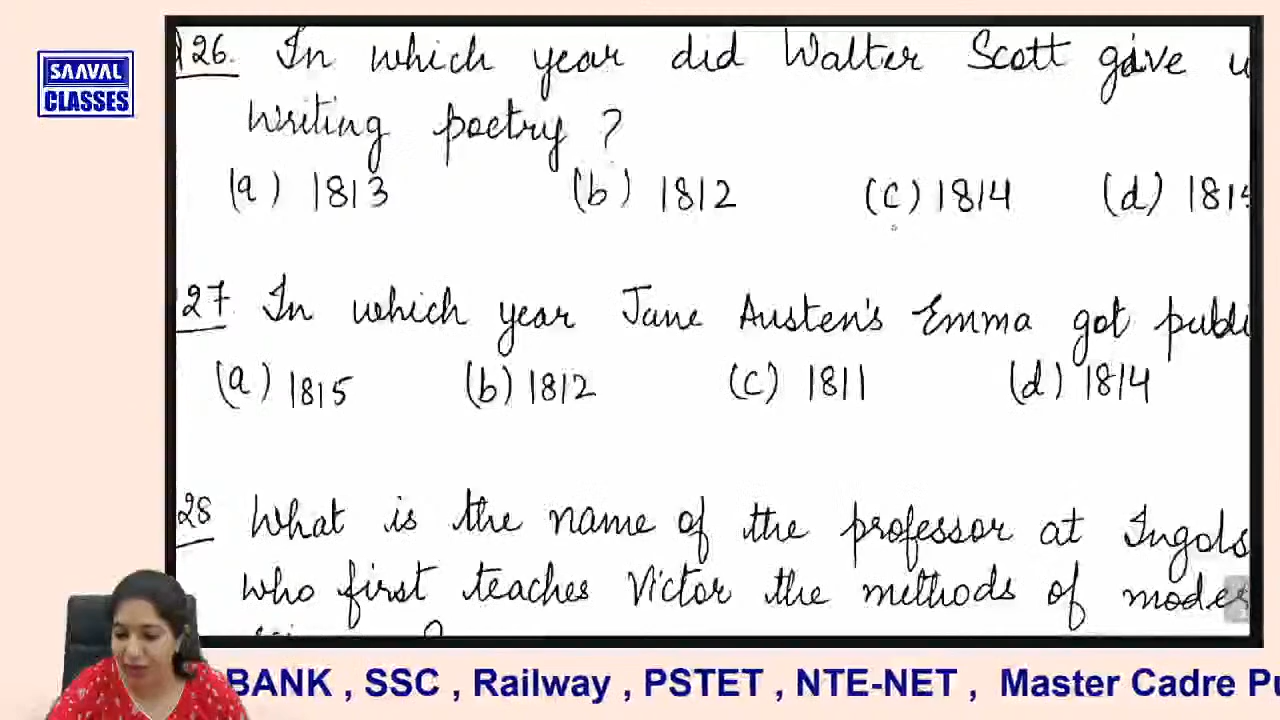 SAAVAL
CLASSES
26. In which year did Walter Scott give
writing poetry ?
(a) 1813 (b) 1812 (c) 1814 (d)
27 In which year Jane Austen's Emma got
(a) 1815 (b) 1812 (c) 1811 (d) 1814
28 What is the name of the professor at
who first teaches Victor the methods of
BANK , SSC , Railway , PSTET , NTE-NET , Master Cadre